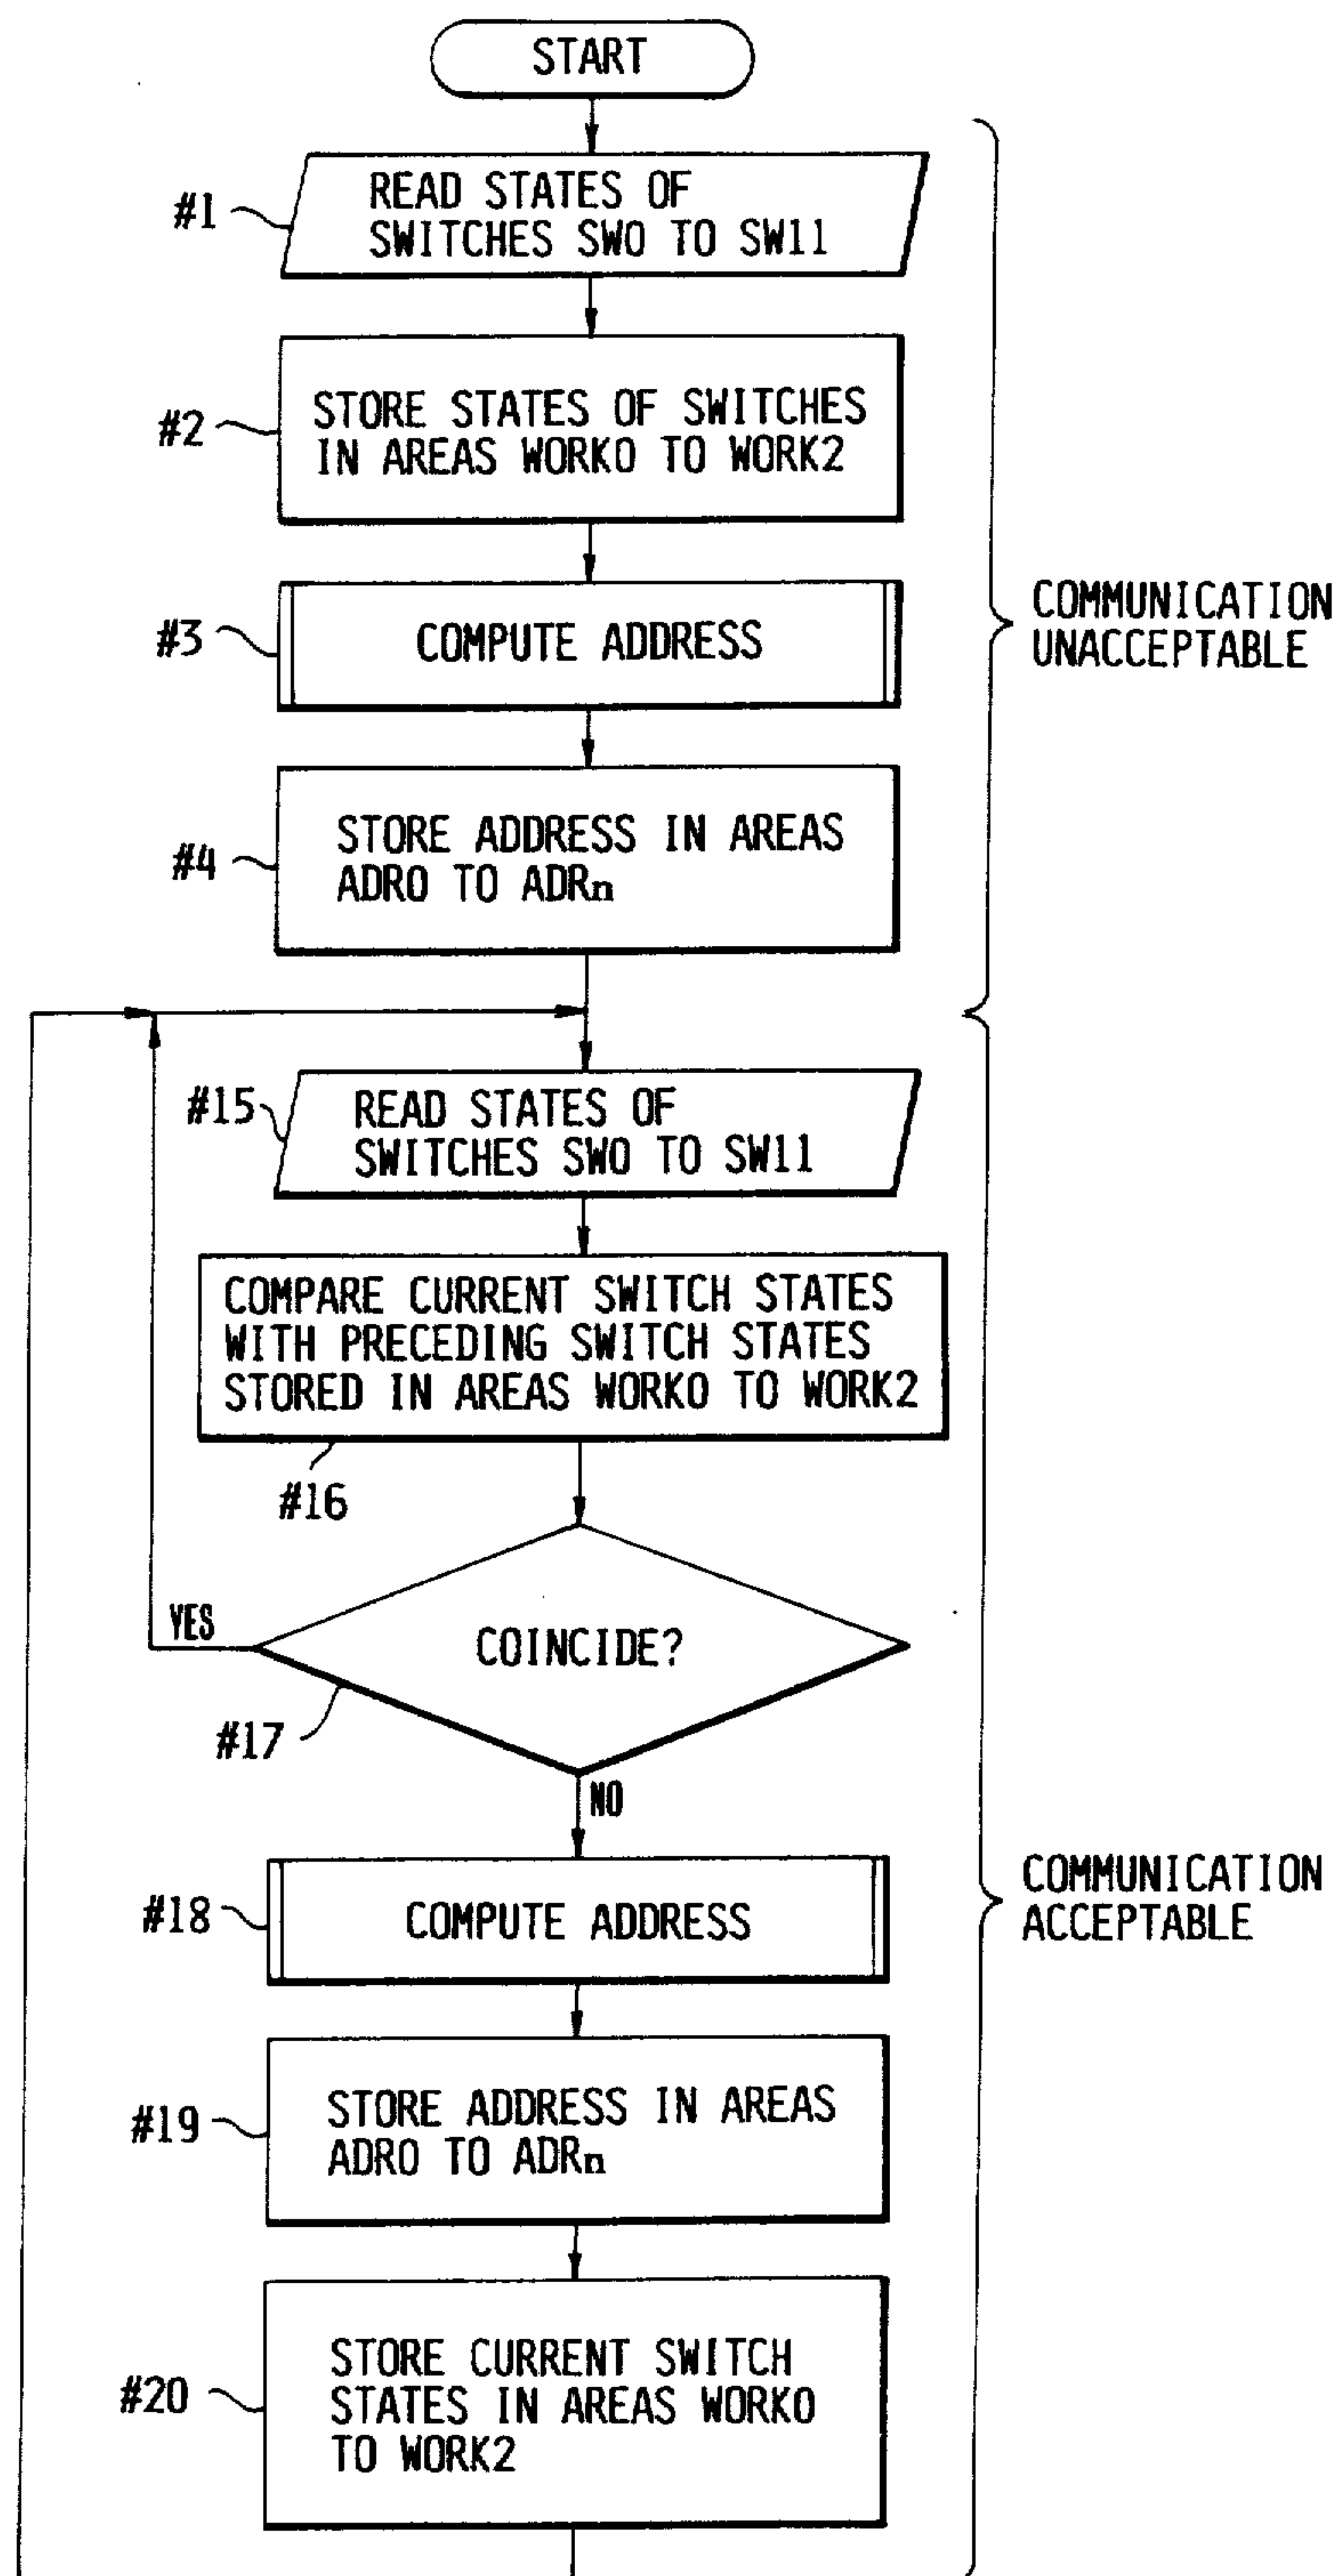 START
#1
READ STATES OF
SWITCHES SW0 TO SW11
#2
STORE STATES OF SWITCHES
IN AREAS WORK0 TO WORK2
#3
COMPUTE ADDRESS
COMMUNICATION
UNACCEPTABLE
#4
STORE ADDRESS IN AREAS
ADR0 TO ADRn
#15
READ STATES OF
SWITCHES SW0 TO SW11
COMPARE CURRENT SWITCH STATES
WITH PRECEDING SWITCH STATES
STORED IN AREAS WORK0 TO WORK2
#16
YES
COINCIDE?
#17
NO
#18
COMPUTE ADDRESS
COMMUNICATION
ACCEPTABLE
#19
STORE ADDRESS IN AREAS
ADR0 TO ADRn
#20
STORE CURRENT SWITCH
STATES IN AREAS WORK0
TO WORK2